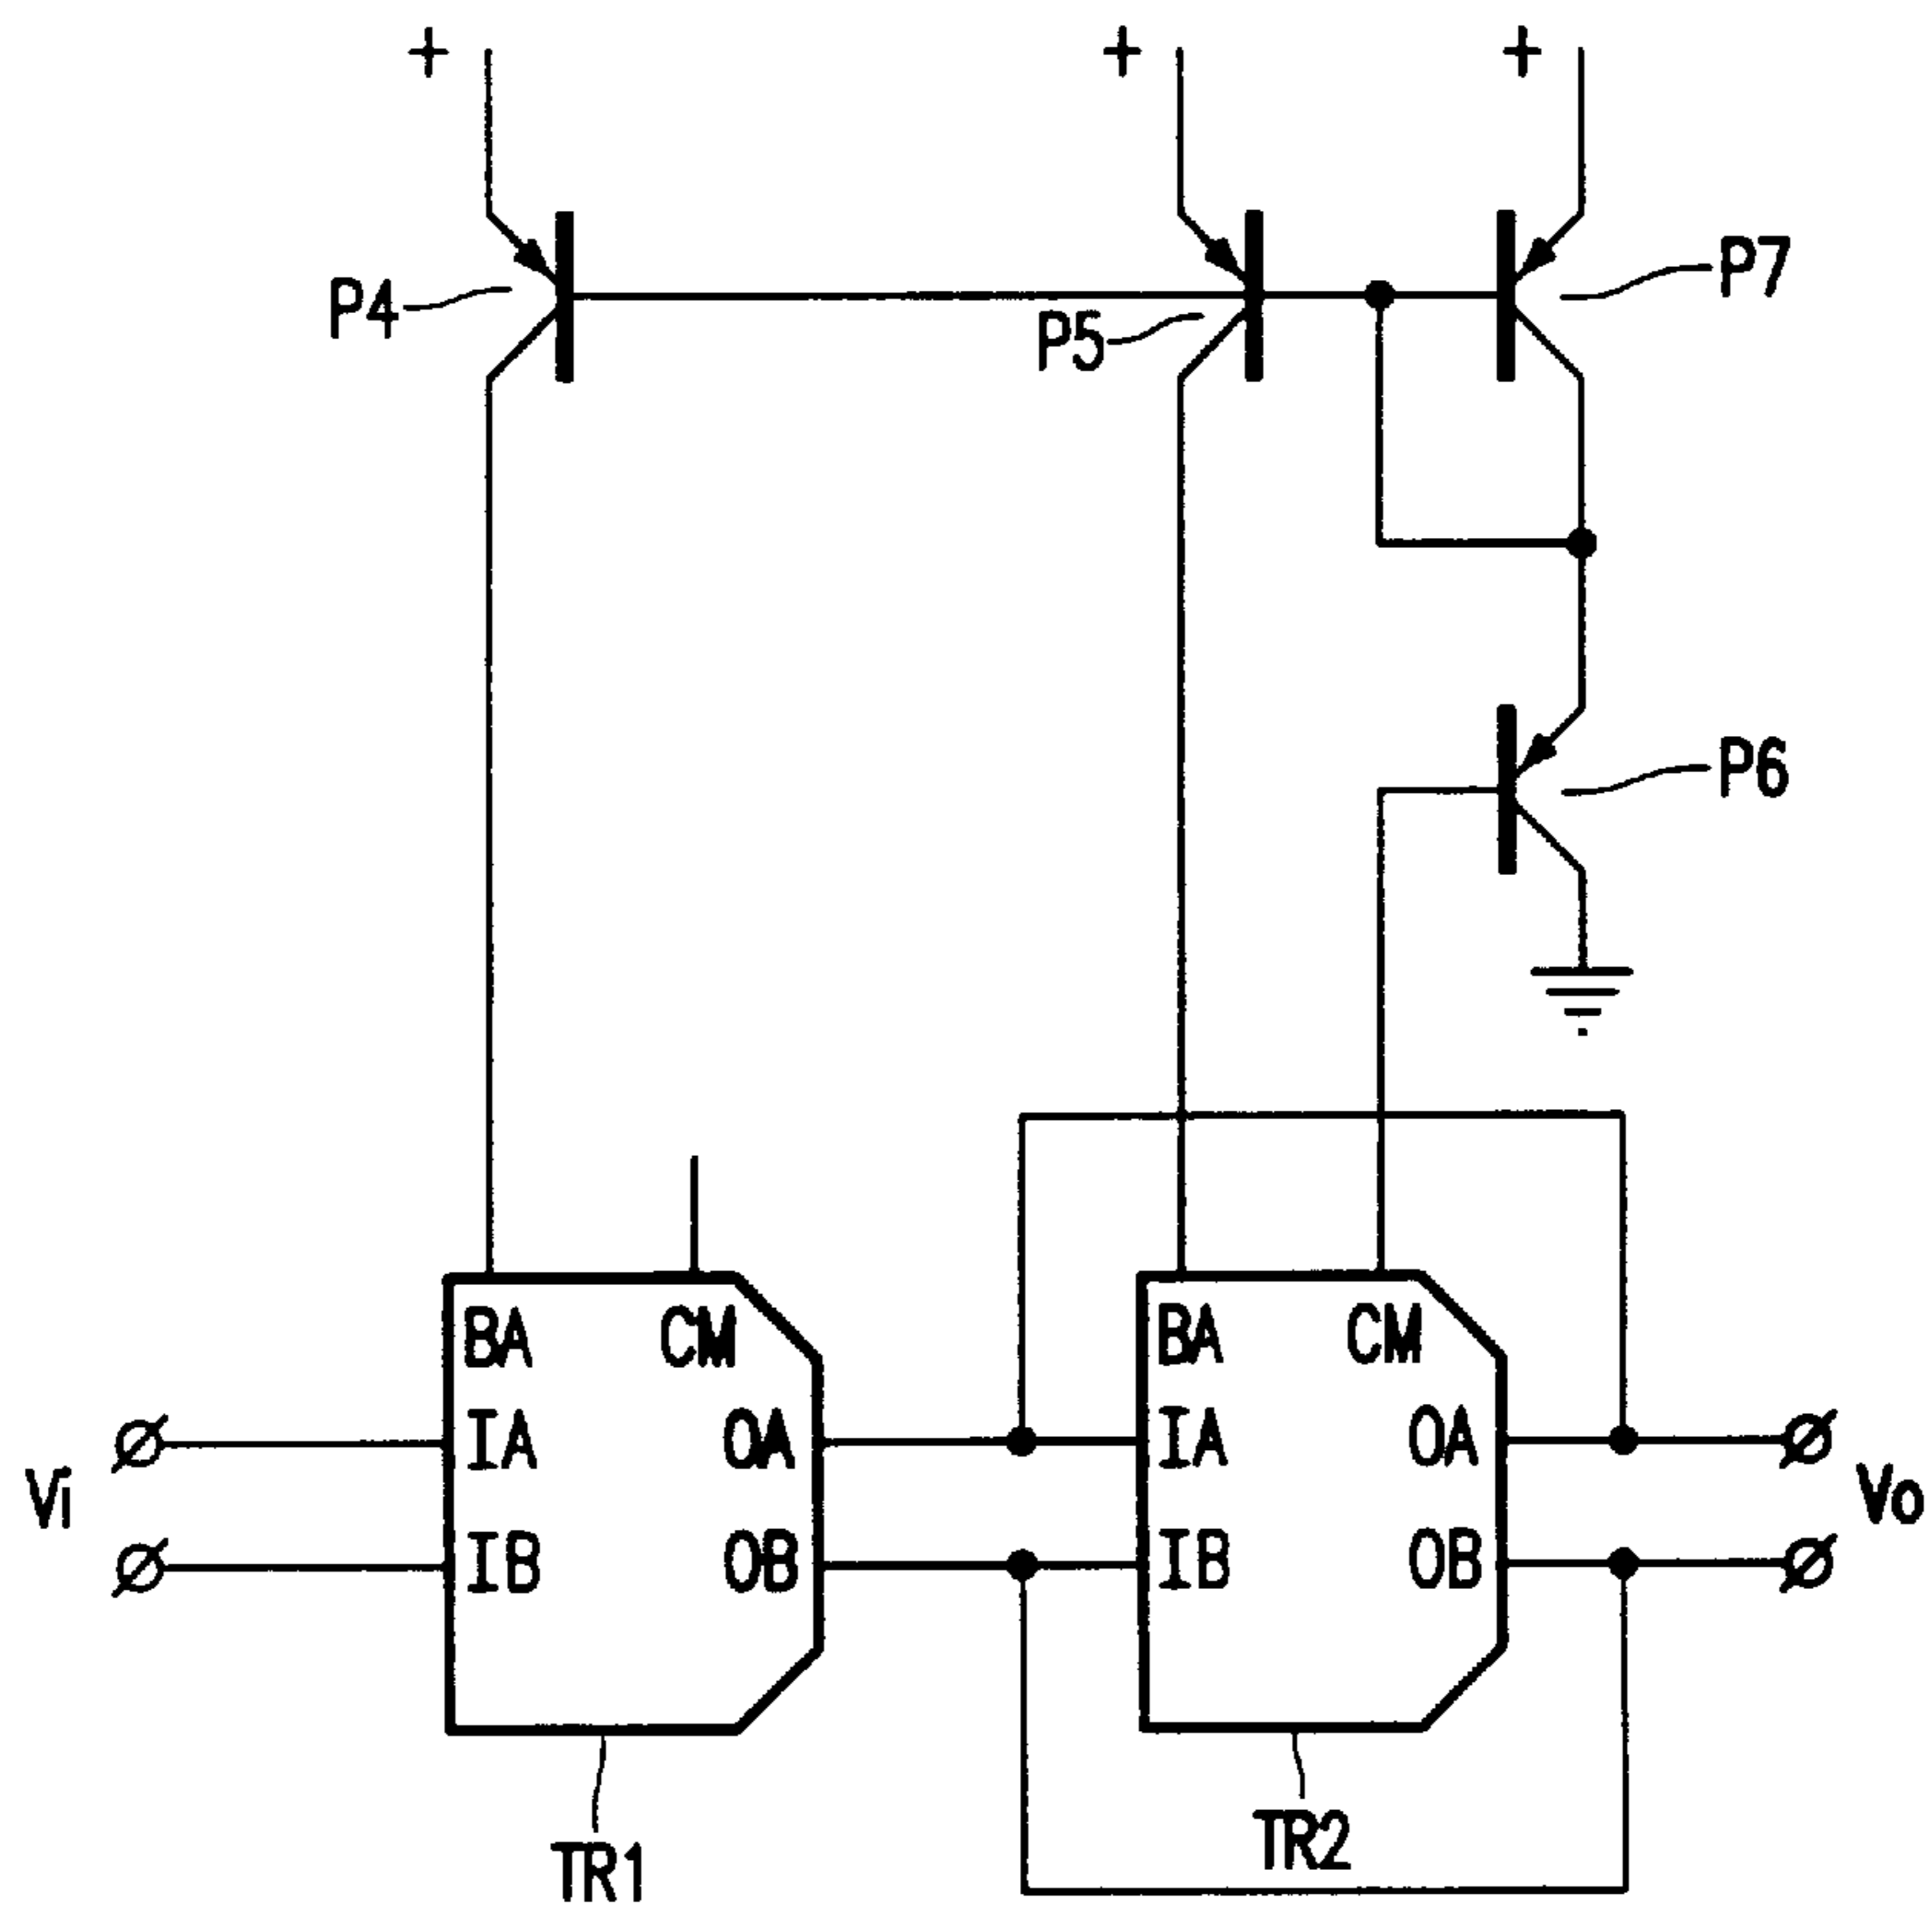 + + +
P4
P5
P7
P6
BA CM
IA OA
IB OB
BA CM
IA OA
IB OB
Vi
Vo
TR1
TR2